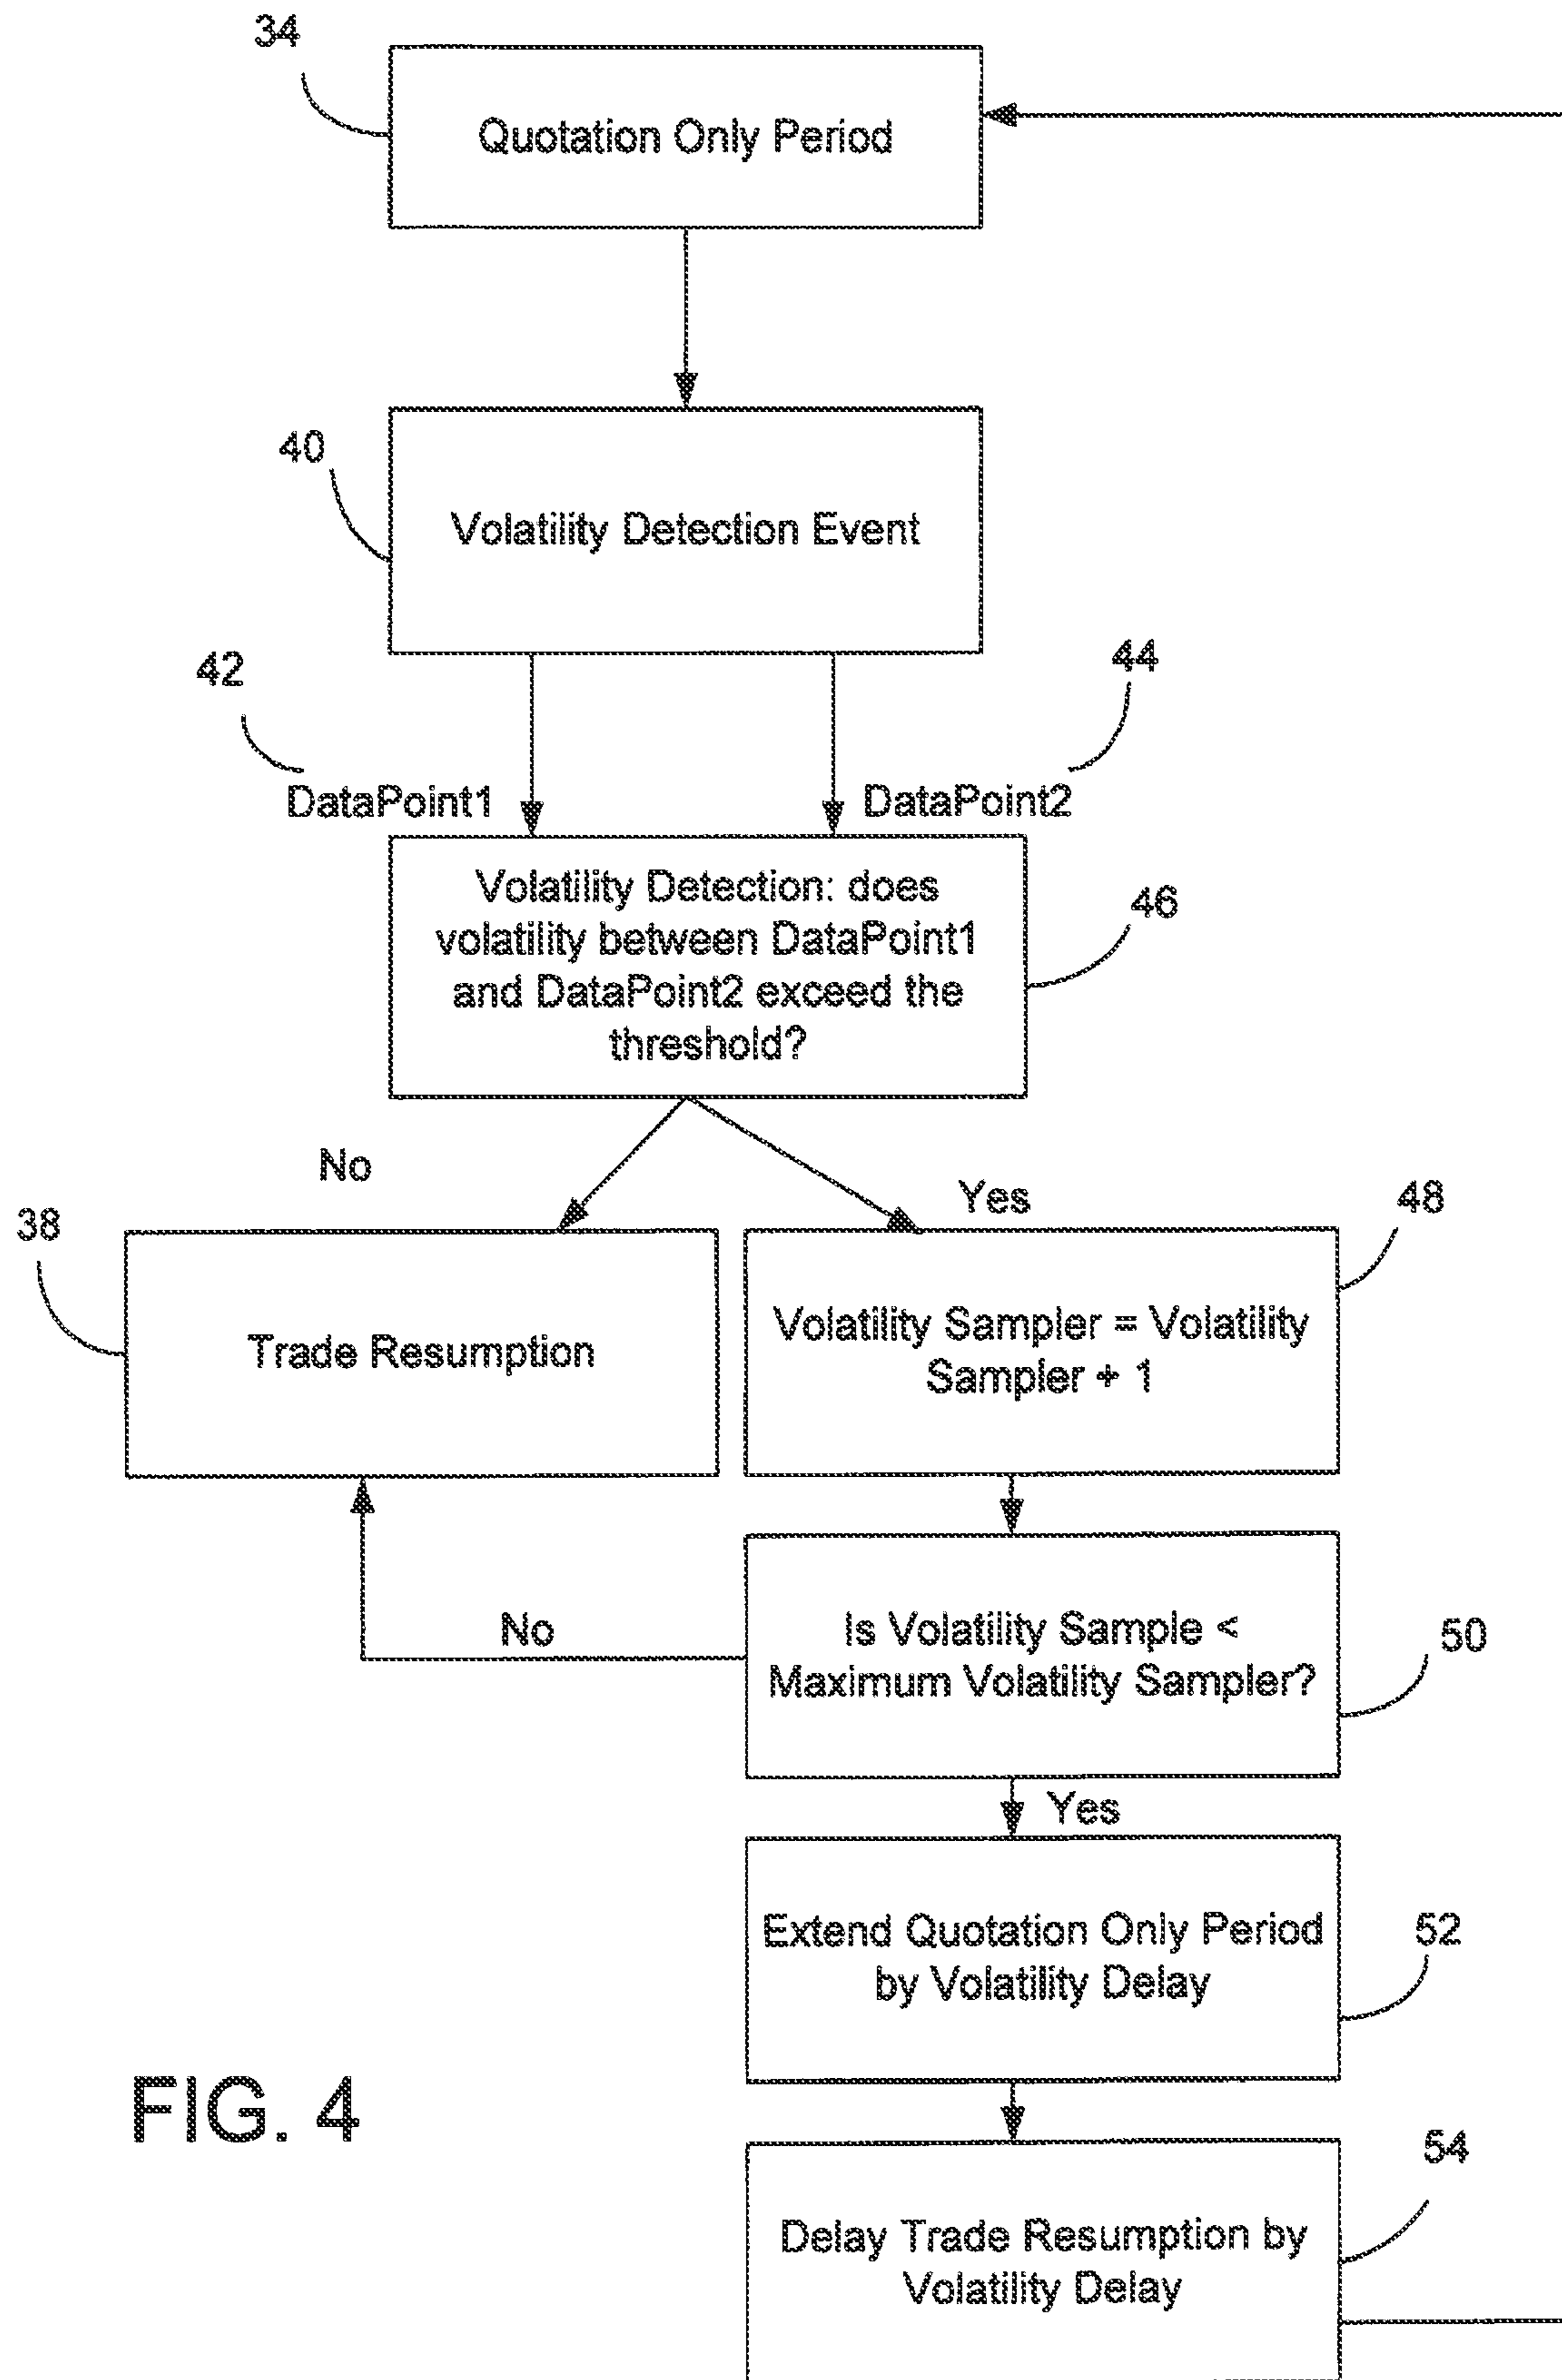 34
Quotation Only Period
40
Volatility Detection Event
42
44
DataPoint1
DataPoint2
Volatility Detection: does
volatility between DataPoint1
and DataPoint2 exceed the
threshold?
46
No
Yes
38
48
Trade Resumption
Volatility Sampler = Volatility
Sampler + 1
No
Is Volatility Sample <
Maximum Volatility Sampler?
50
Yes
Extend Quotation Only Period
by Volatility Delay
52
FIG. 4
54
Delay Trade Resumption by
Volatility Delay